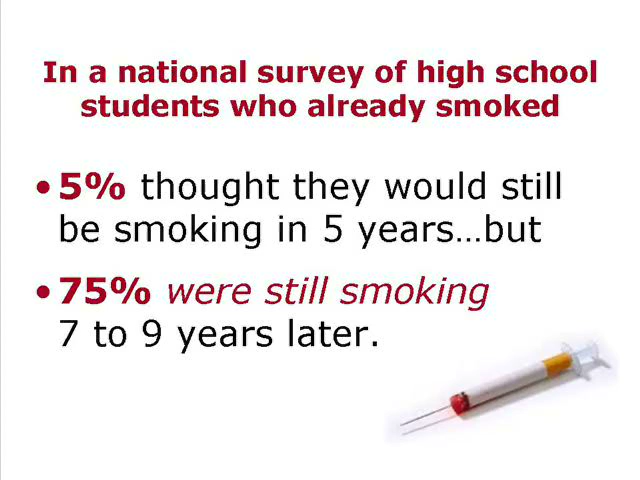 In a national survey of high school
students who already smoked
•5% thought they would still
be smoking in 5 years...but
•75% were still smoking
7 to 9 years later.